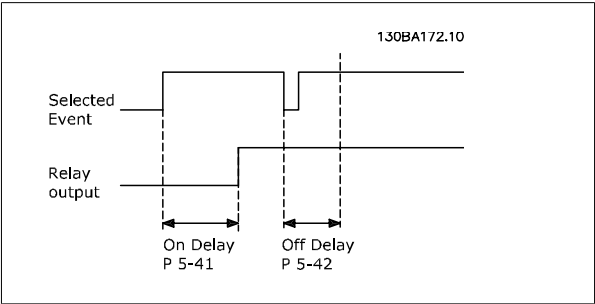 130BA172.10
Selected
Event
Relay
output
On Delay
P 5-41
Off Delay
P 5-42